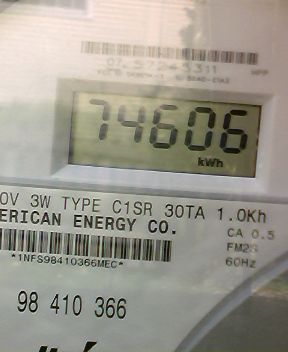 74606
kWh
0V 3W TYPE C1SR 30TA 1.0Kh
ERICAN ENERGY CO.
CA 0.5
FM2S
60Hz
*1NFS98410366MEC*
98 410 366